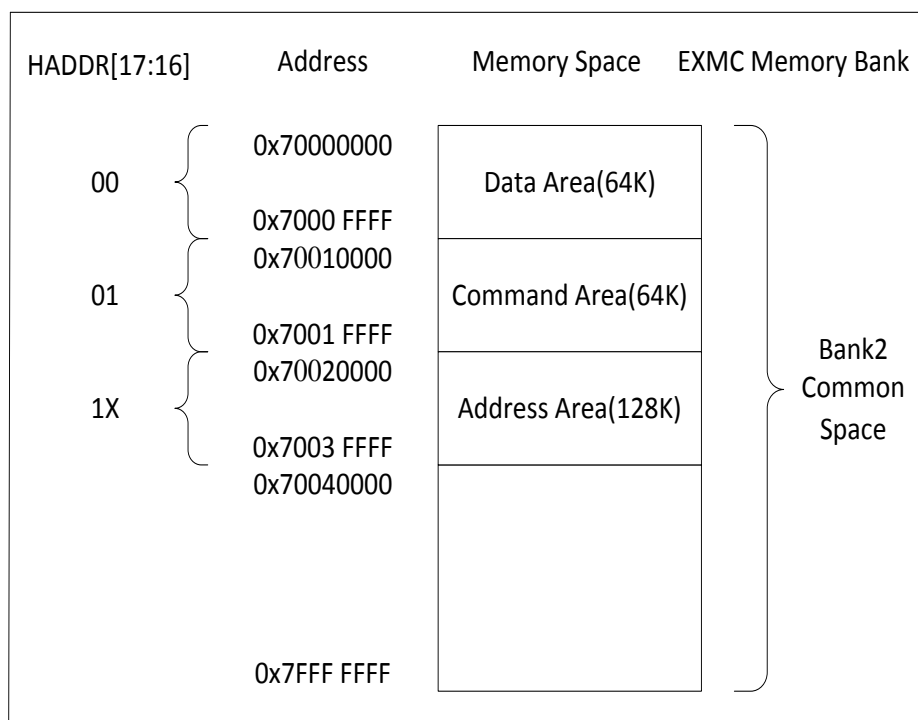 HADDR[17:16] Address Memory Space EXMC Memory Bank
0x70000000
00 Data Area(64K)
0x7000 FFFF
0x70010000
01 Command Area(64K)
0x7001 FFFF
0x70020000
1X Address Area(128K)
0x7003 FFFF
0x70040000
Bank2
Common
Space
0x7FFF FFFF